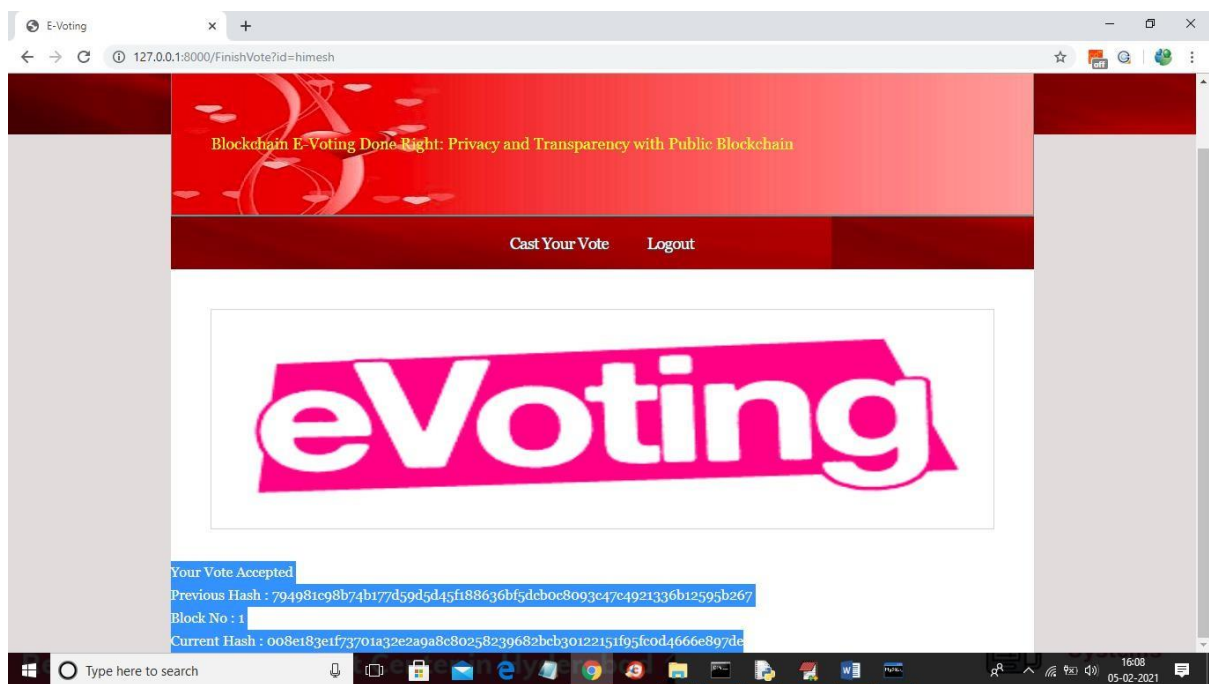 E-Voting
127.0.0.1:8000/FinishVote?id=himesh
off
Blockchain E-Voting Done Right: Privacy and Transparency with Public Blockchain
Cast Your Vote Logout
eVoting
Your Vote Accepted
Previous Hash : 794981c98b74b177d59d5d45f188636bf5dcb0c8093c47c4921336b12595b267
Block No : 1
Current Hash : 008e183e1f73701a32e2a9a8c80258239682bcb30122151f95fc0d4666e897de
Type here to search
16:08
05-02-2021